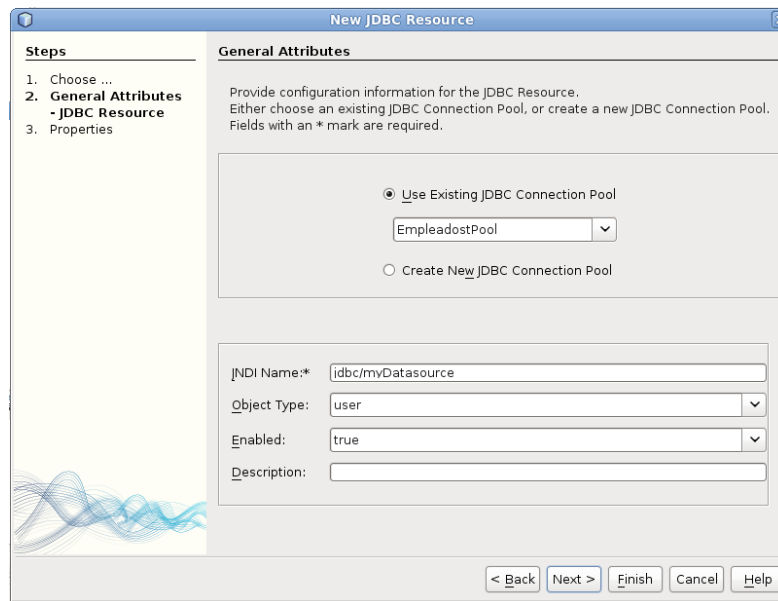 New JDBC Resource
Steps
1. Choose ...
2. General Attributes
- JDBC Resource
3. Properties
General Attributes
Provide configuration information for the JDBC Resource.
Either choose an existing JDBC Connection Pool, or create a new JDBC Connection Pool.
Fields with an * mark are required.
Use Existing JDBC Connection Pool
EmpleadostPool
Create New JDBC Connection Pool
JNDI Name:* jdbc/myDatasource
Object Type: user
Enabled: true
Description:
< Back Next > Finish Cancel Help